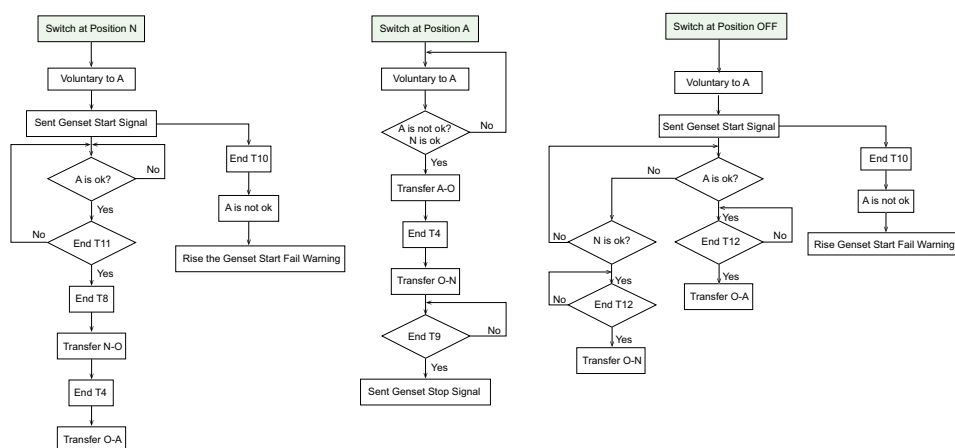 Switch at Position N
Voluntary to A
Sent Genset Start Signal
A is ok?
No
Yes
End T11
No
Yes
End T8
Transfer N-O
End T4
Transfer O-A
End T10
A is not ok
Rise the Genset Start Fail Warning
Switch at Position A
Voluntary to A
A is not ok?
N is ok
No
Yes
Transfer A-O
End T4
Transfer O-N
End T9
No
Yes
Sent Genset Stop Signal
Switch at Position OFF
Voluntary to A
Sent Genset Start Signal
A is ok?
No
Yes
N is ok?
No
Yes
End T12
No
Yes
Transfer O-N
End T12
No
Yes
Transfer O-A
End T10
A is not ok
Rise Genset Start Fail Warning